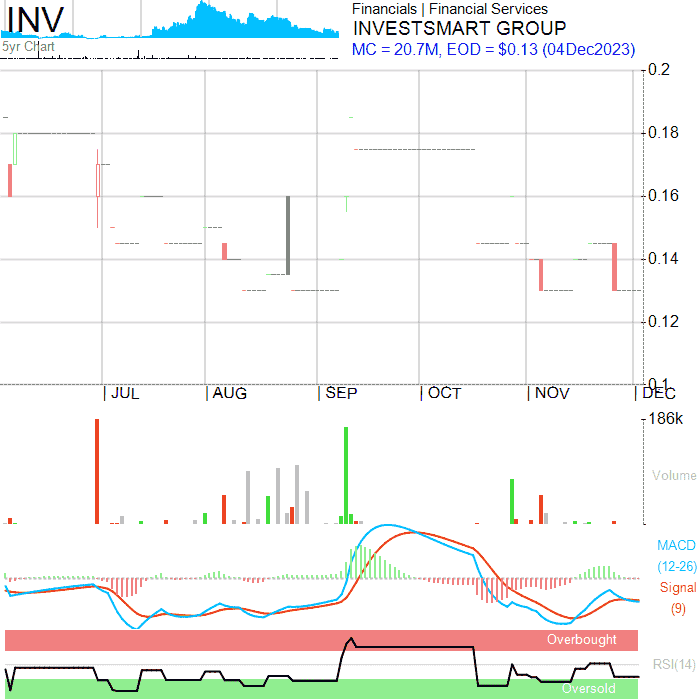 INV
5yr Chart
Financials | Financial Services
INVESTSMART GROUP
MC = 20.7M, EOD = $0.13 (04Dec2023)
0.2
0.18
0.16
0.14
0.12
0.1
JUL
AUG
SEP
OCT
NOV
DEC
186k
Volume
MACD
(12-26)
Signal
(9)
Overbought
RSI(14)
Oversold